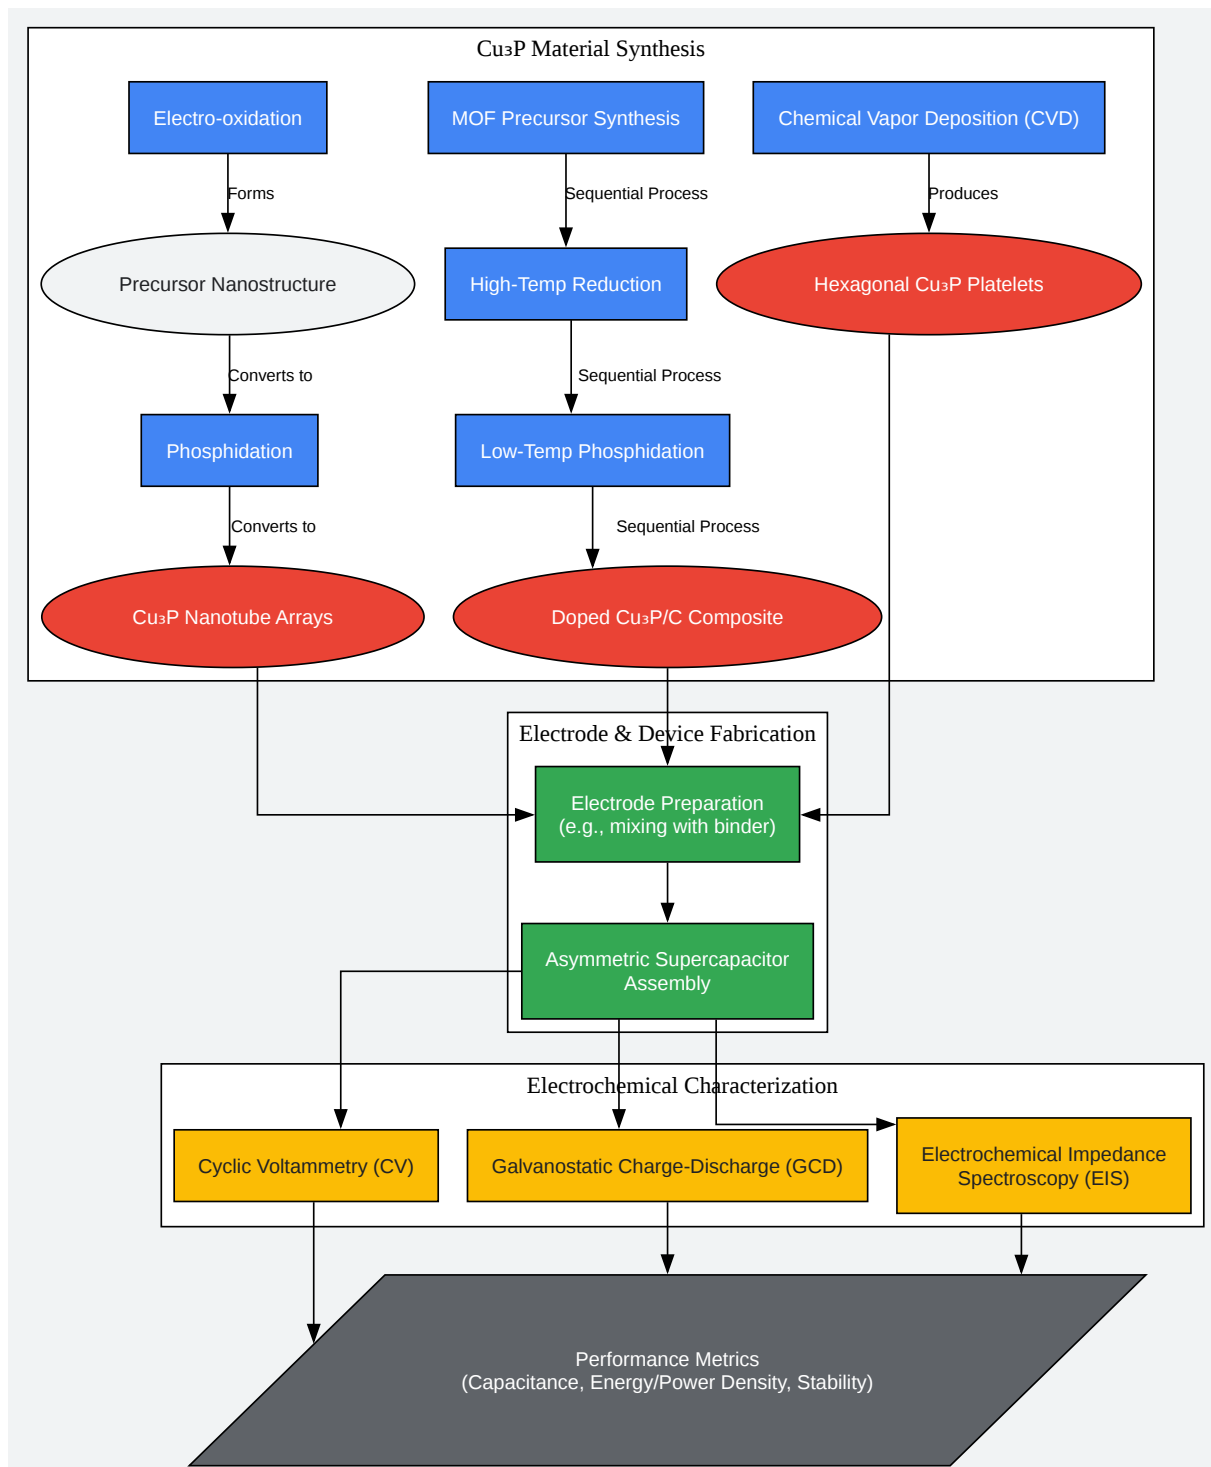 Cu₃P Material Synthesis
Electro-oxidation
MOF Precursor Synthesis
Chemical Vapor Deposition (CVD)
Forms
Sequential Process
Produces
Precursor Nanostructure
High-Temp Reduction
Hexagonal Cu₃P Platelets
Converts to
Sequential Process
Phosphidation
Low-Temp Phosphidation
Converts to
Sequential Process
Cu₃P Nanotube Arrays
Doped Cu₃P/C Composite
Electrode & Device Fabrication
Electrode Preparation
(e.g., mixing with binder)
Asymmetric Supercapacitor
Assembly
Electrochemical Characterization
Cyclic Voltammetry (CV)
Galvanostatic Charge-Discharge (GCD)
Electrochemical Impedance
Spectroscopy (EIS)
Performance Metrics
(Capacitance, Energy/Power Density, Stability)